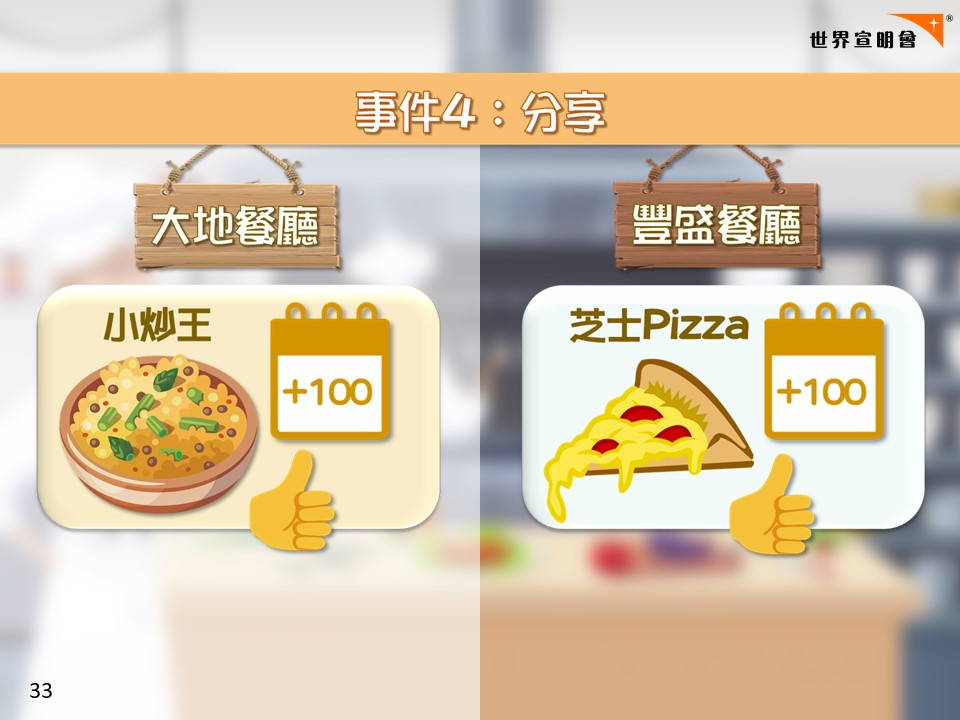 世界宣明會®
事件4：分享
大地餐廳
豐盛餐廳
小炒王
+100
芝士Pizza
+100
33